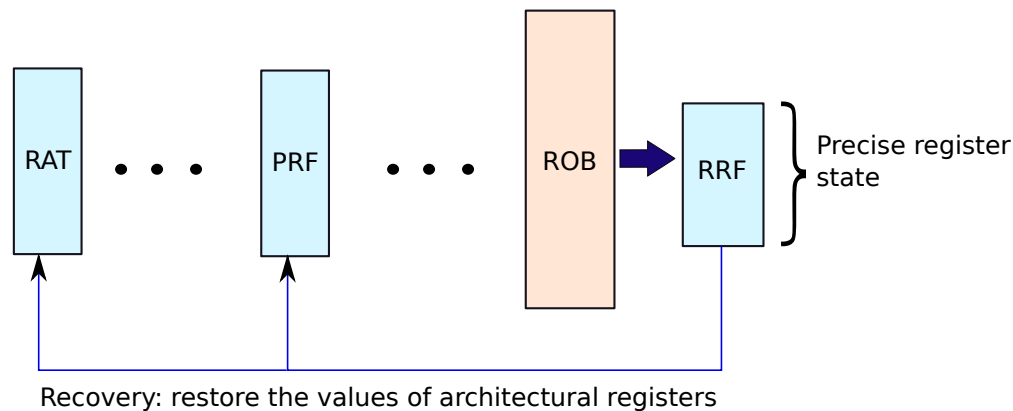 RAT
PRF
ROB
RRF
Precise register
state
Recovery: restore the values of architectural registers